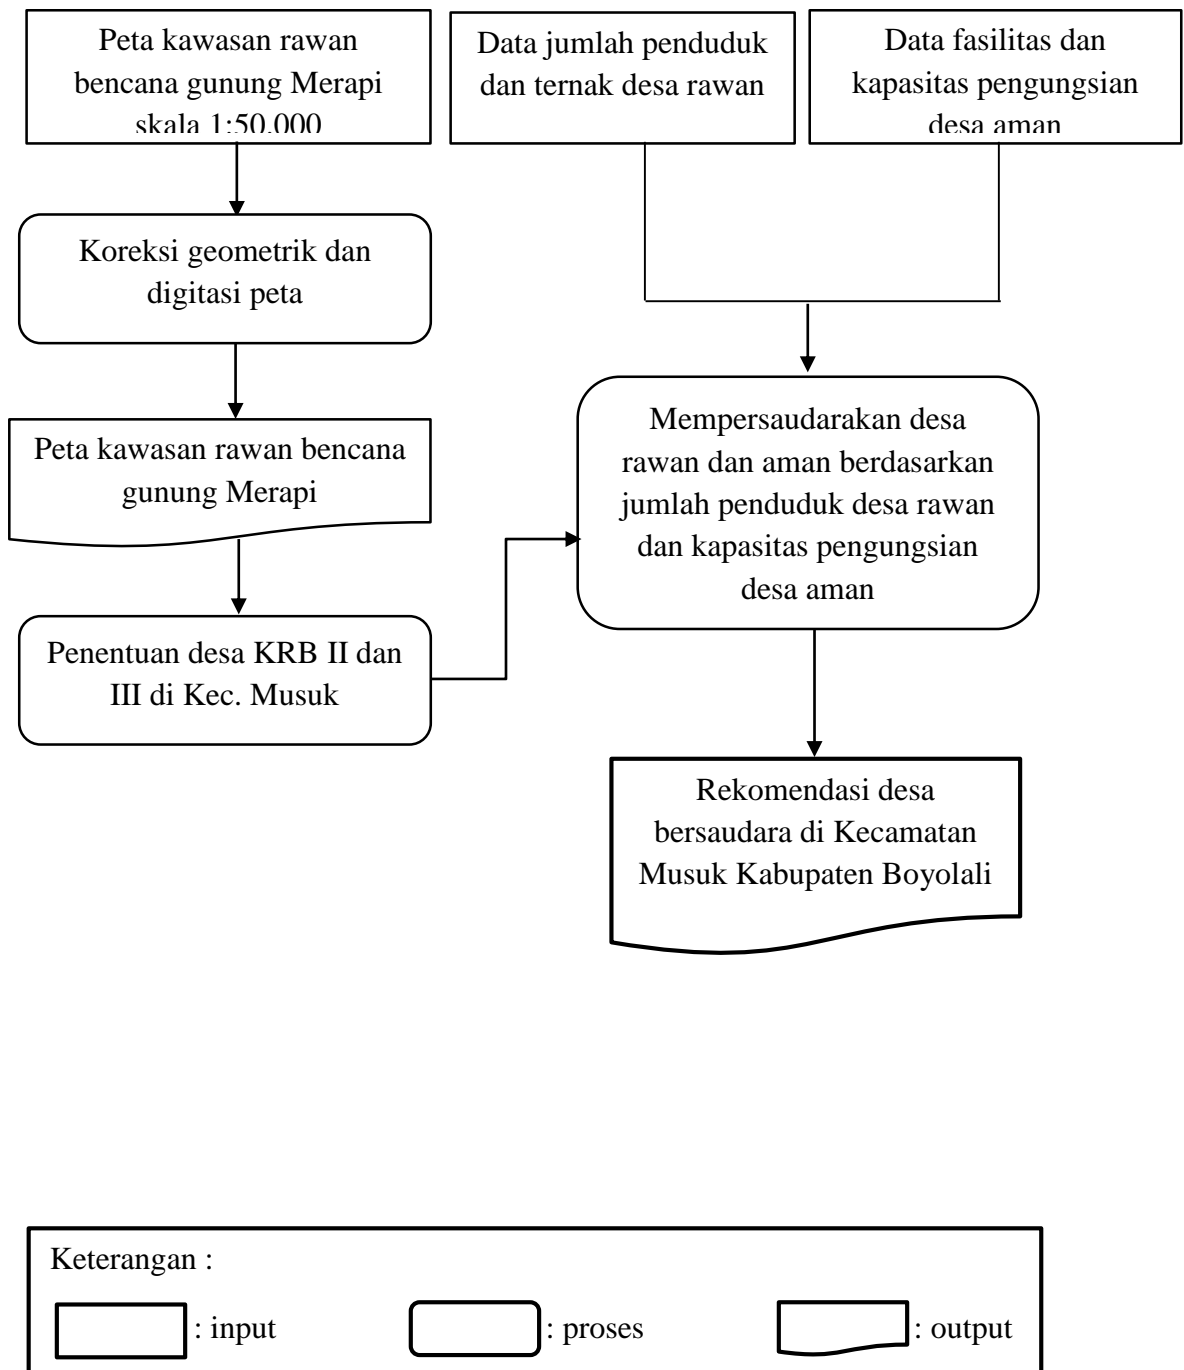 Peta kawasan rawan
bencana gunung Merapi
skala 1:50.000
Data jumlah penduduk
dan ternak desa rawan
Data fasilitas dan
kapasitas pengungsian
desa aman
Koreksi geometrik dan
digitasi peta
Peta kawasan rawan bencana
gunung Merapi
Penentuan desa KRB II dan
III di Kec. Musuk
Mempersaudarakan desa
rawan dan aman berdasarkan
jumlah penduduk desa rawan
dan kapasitas pengungsian
desa aman
Rekomendasi desa
bersaudara di Kecamatan
Musuk Kabupaten Boyolali
Keterangan :
: input
: proses
: output